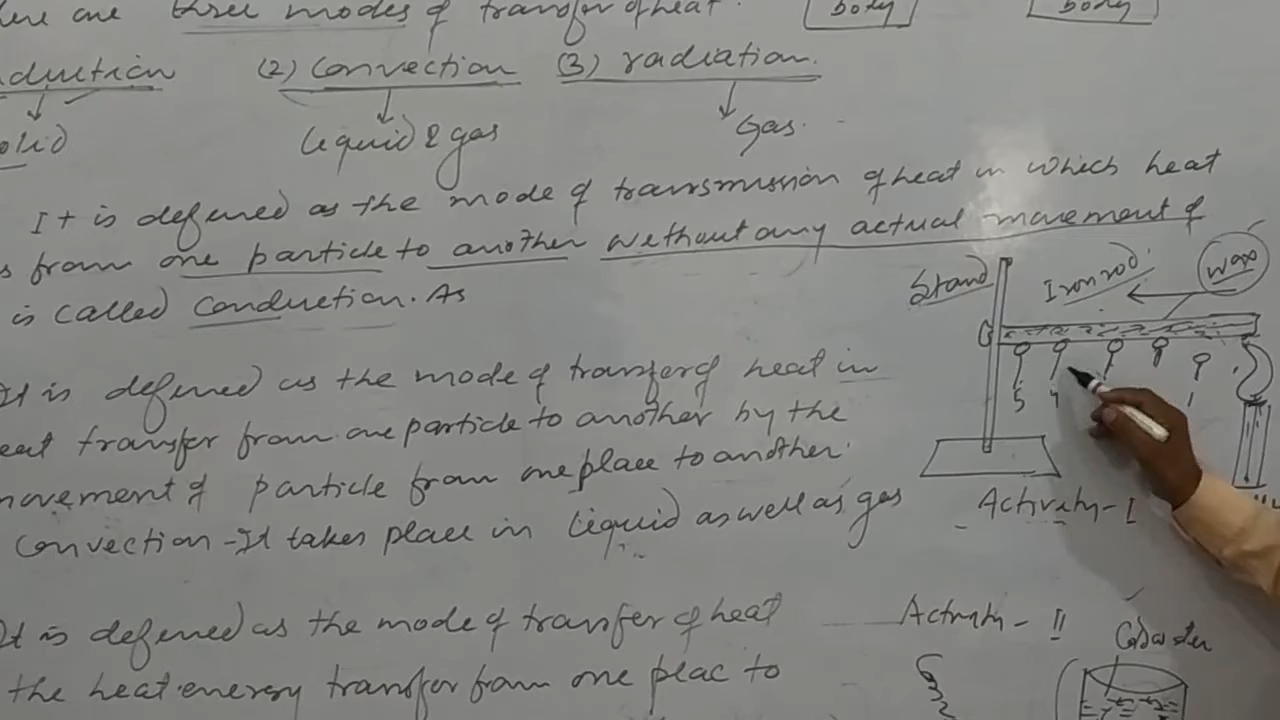 ere are three modes of transfer of heat.
body
body
duction (2) convection (3) radiation.
olid
Liquid & gas
Gas.
It is defined as the mode of transmission of heat in which heat
s from one particle to another without any actual movement of
is called conduction. As
Stand
Iron rod.
wax
5 4 1
It is defined as the mode of transfer of heat in
eat transfer from one particle to another by the
movement of particle from one place to another.
convection - It takes place in liquid as well as gas
Activity - I
It is defined as the mode of transfer of heat
the heat energy transfer from one plac to
Activity - II